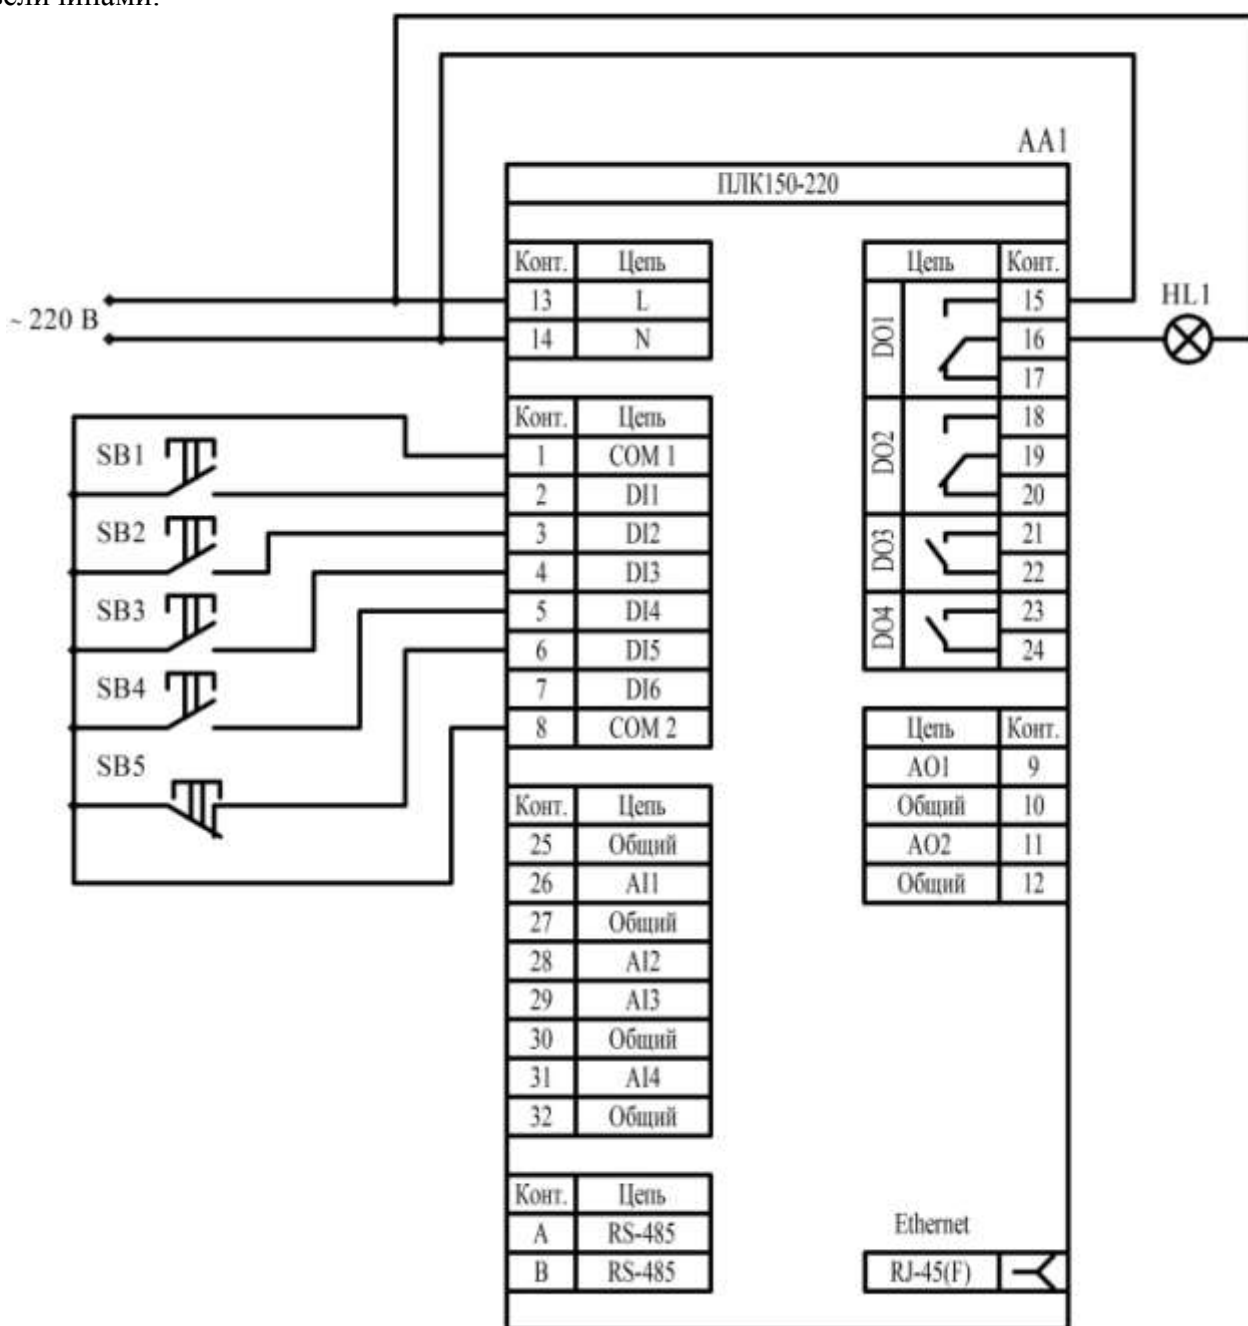 величинами.
AA1
ПЛК150-220
Конт. Цепь
13 L
14 N
~ 220 В
Цепь Конт.
DO1
15
16
17
DO2
18
19
20
DO3
21
22
DO4
23
24
HL1
Конт. Цепь
1 COM 1
2 DI1
3 DI2
4 DI3
5 DI4
6 DI5
7 DI6
8 COM 2
SB1
SB2
SB3
SB4
SB5
Цепь Конт.
AO1 9
Общий 10
AO2 11
Общий 12
Конт. Цепь
25 Общий
26 AI1
27 Общий
28 AI2
29 AI3
30 Общий
31 AI4
32 Общий
Конт. Цепь
A RS-485
B RS-485
Ethernet
RJ-45(F)